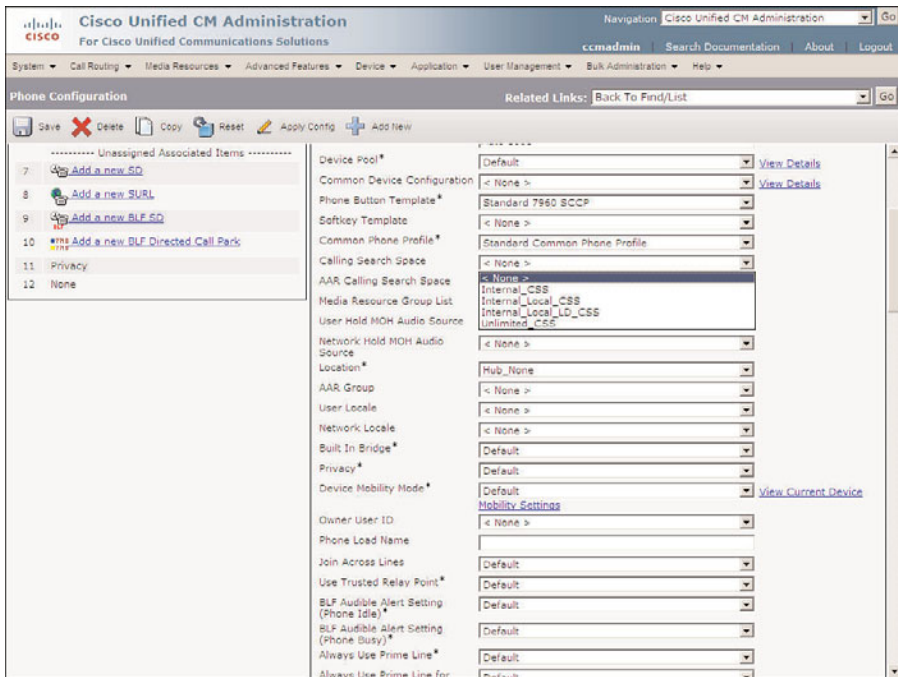 Cisco Unified CM Administration
For Cisco Unified Communications Solutions
CISCO
Navigation Cisco Unified CM Administration Go
ccmadmin Search Documentation About Logout
System Call Routing Media Resources Advanced Features Device Application User Management Bulk Administration Help
Phone Configuration
Related Links: Back To Find/List Go
Save Delete Copy Reset Apply Config Add New
---------- Unassigned Associated Items ----------
7 Add a new SD
8 Add a new SURL
9 Add a new BLF SD
10 Add a new BLF Directed Call Park
11 Privacy
12 None
Device Pool* Default View Details
Common Device Configuration < None > View Details
Phone Button Template* Standard 7960 SCCP
Softkey Template < None >
Common Phone Profile* Standard Common Phone Profile
Calling Search Space < None >
AAR Calling Search Space < None >
Internal_CSS
Media Resource Group List Internal_Local_CSS
Internal_Local_LD_CSS
User Hold MOH Audio Source Unlimited_CSS
Network Hold MOH Audio Source < None >
Location* Hub_None
AAR Group < None >
User Locale < None >
Network Locale < None >
Built In Bridge* Default
Privacy* Default
Device Mobility Mode* Default View Current Device
Mobility Settings
Owner User ID < None >
Phone Load Name
Join Across Lines Default
Use Trusted Relay Point* Default
BLF Audible Alert Setting (Phone Idle)* Default
BLF Audible Alert Setting (Phone Busy)* Default
Always Use Prime Line* Default
Always Use Prime Line for Default